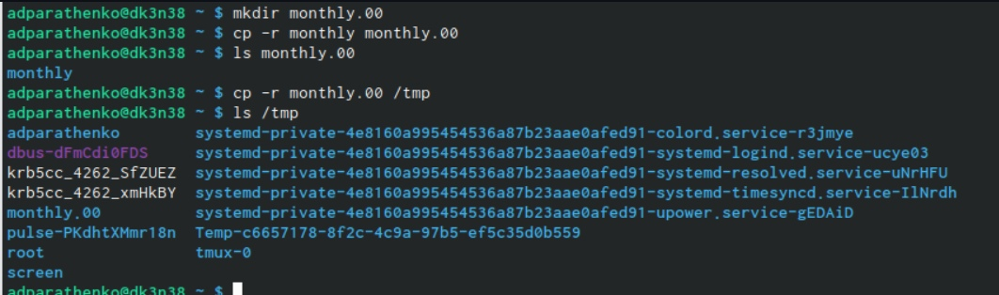 adparathenko@dk3n38 ~ $ mkdir monthly.00
adparathenko@dk3n38 ~ $ cp -r monthly monthly.00
adparathenko@dk3n38 ~ $ ls monthly.00
monthly
adparathenko@dk3n38 ~ $ cp -r monthly.00 /tmp
adparathenko@dk3n38 ~ $ ls /tmp
adparathenko systemd-private-4e8160a995454536a87b23aae0afed91-colord.service-r3jmye
dbus-dFmCdi0FDS systemd-private-4e8160a995454536a87b23aae0afed91-systemd-logind.service-ucye03
krb5cc_4262_SfZUEZ systemd-private-4e8160a995454536a87b23aae0afed91-systemd-resolved.service-uNrHFU
krb5cc_4262_xmHkBY systemd-private-4e8160a995454536a87b23aae0afed91-systemd-timesyncd.service-IlNrdh
monthly.00 systemd-private-4e8160a995454536a87b23aae0afed91-upower.service-gEDAiD
pulse-PKdhtXMmr18n Temp-c6657178-8f2c-4c9a-97b5-ef5c35d0b559
root tmux-0
screen
adparathenko@dk3n38 ~ $